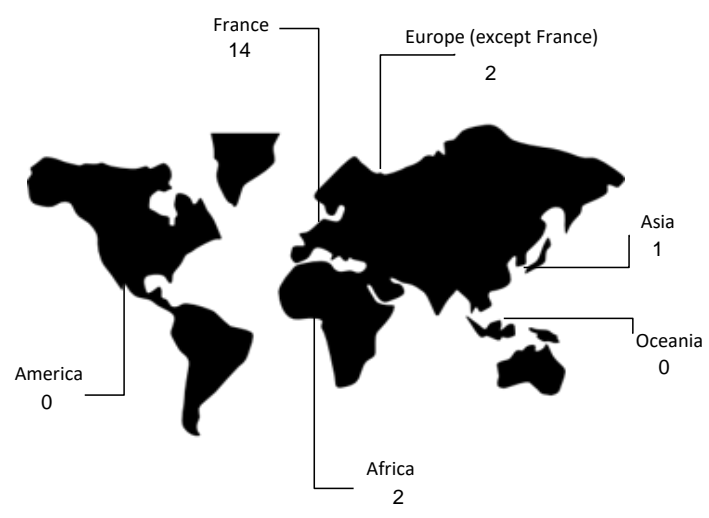 France
14
Europe (except France)
2
Asia
1
Oceania
0
America
0
Africa
2